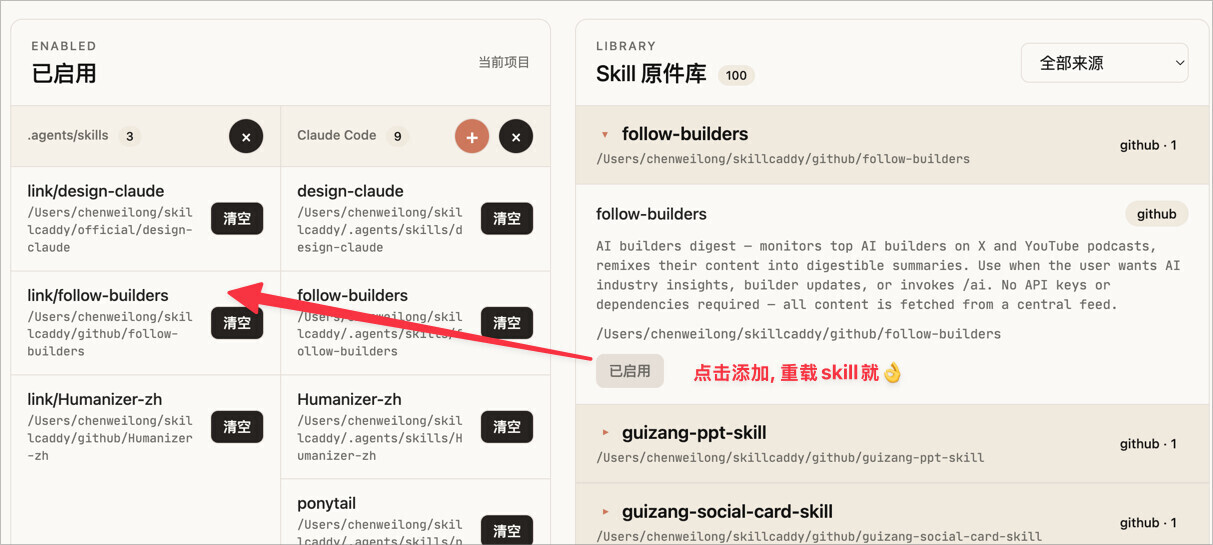 ENABLED
已启用
当前项目
.agents/skills 3
×
link/design-claude
/Users/chenweilong/skil
lcaddy/official/design-
claude
清空
link/follow-builders
/Users/chenweilong/skil
lcaddy/github/follow-
builders
清空
link/Humanizer-zh
/Users/chenweilong/skil
lcaddy/github/Humanizer
-zh
清空
Claude Code 9
+ ×
design-claude
/Users/chenweilong/skil
lcaddy/.agents/skills/d
esign-claude
清空
follow-builders
/Users/chenweilong/skil
lcaddy/.agents/skills/f
ollow-builders
清空
Humanizer-zh
/Users/chenweilong/skil
lcaddy/.agents/skills/H
umanizer-zh
清空
ponytail
/Users/chenweilong/skil
lcaddy/.agents/skills/p
清空
LIBRARY
Skill 原件库 100
全部来源
follow-builders
/Users/chenweilong/skillcaddy/github/follow-builders
github · 1
follow-builders
github
AI builders digest — monitors top AI builders on X and YouTube podcasts,
remixes their content into digestible summaries. Use when the user wants AI
industry insights, builder updates, or invokes /ai. No API keys or
dependencies required — all content is fetched from a central feed.
/Users/chenweilong/skillcaddy/github/follow-builders
已启用
点击添加, 重载 skill 就👌
guizang-ppt-skill
/Users/chenweilong/skillcaddy/github/guizang-ppt-skill
github · 1
guizang-social-card-skill
/Users/chenweilong/skillcaddy/github/guizang-social-card-skill
github · 1